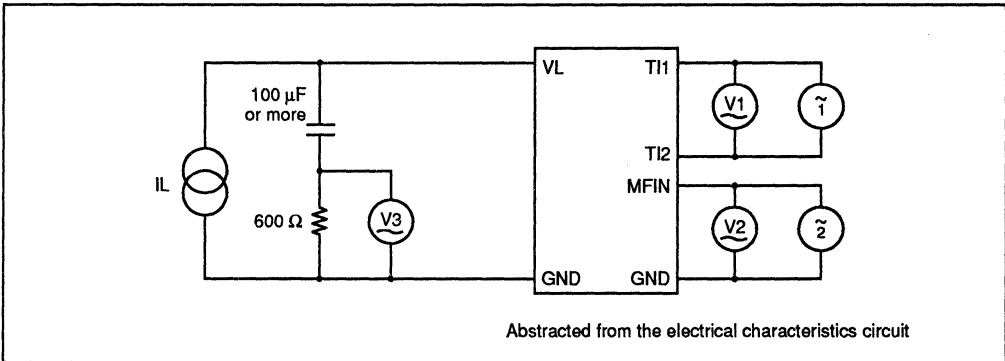 VL
TI1
100 µF
or more
V1
~
1
IL
TI2
MFIN
600 Ω
V3
V2
~
2
GND
GND
Abstracted from the electrical characteristics circuit